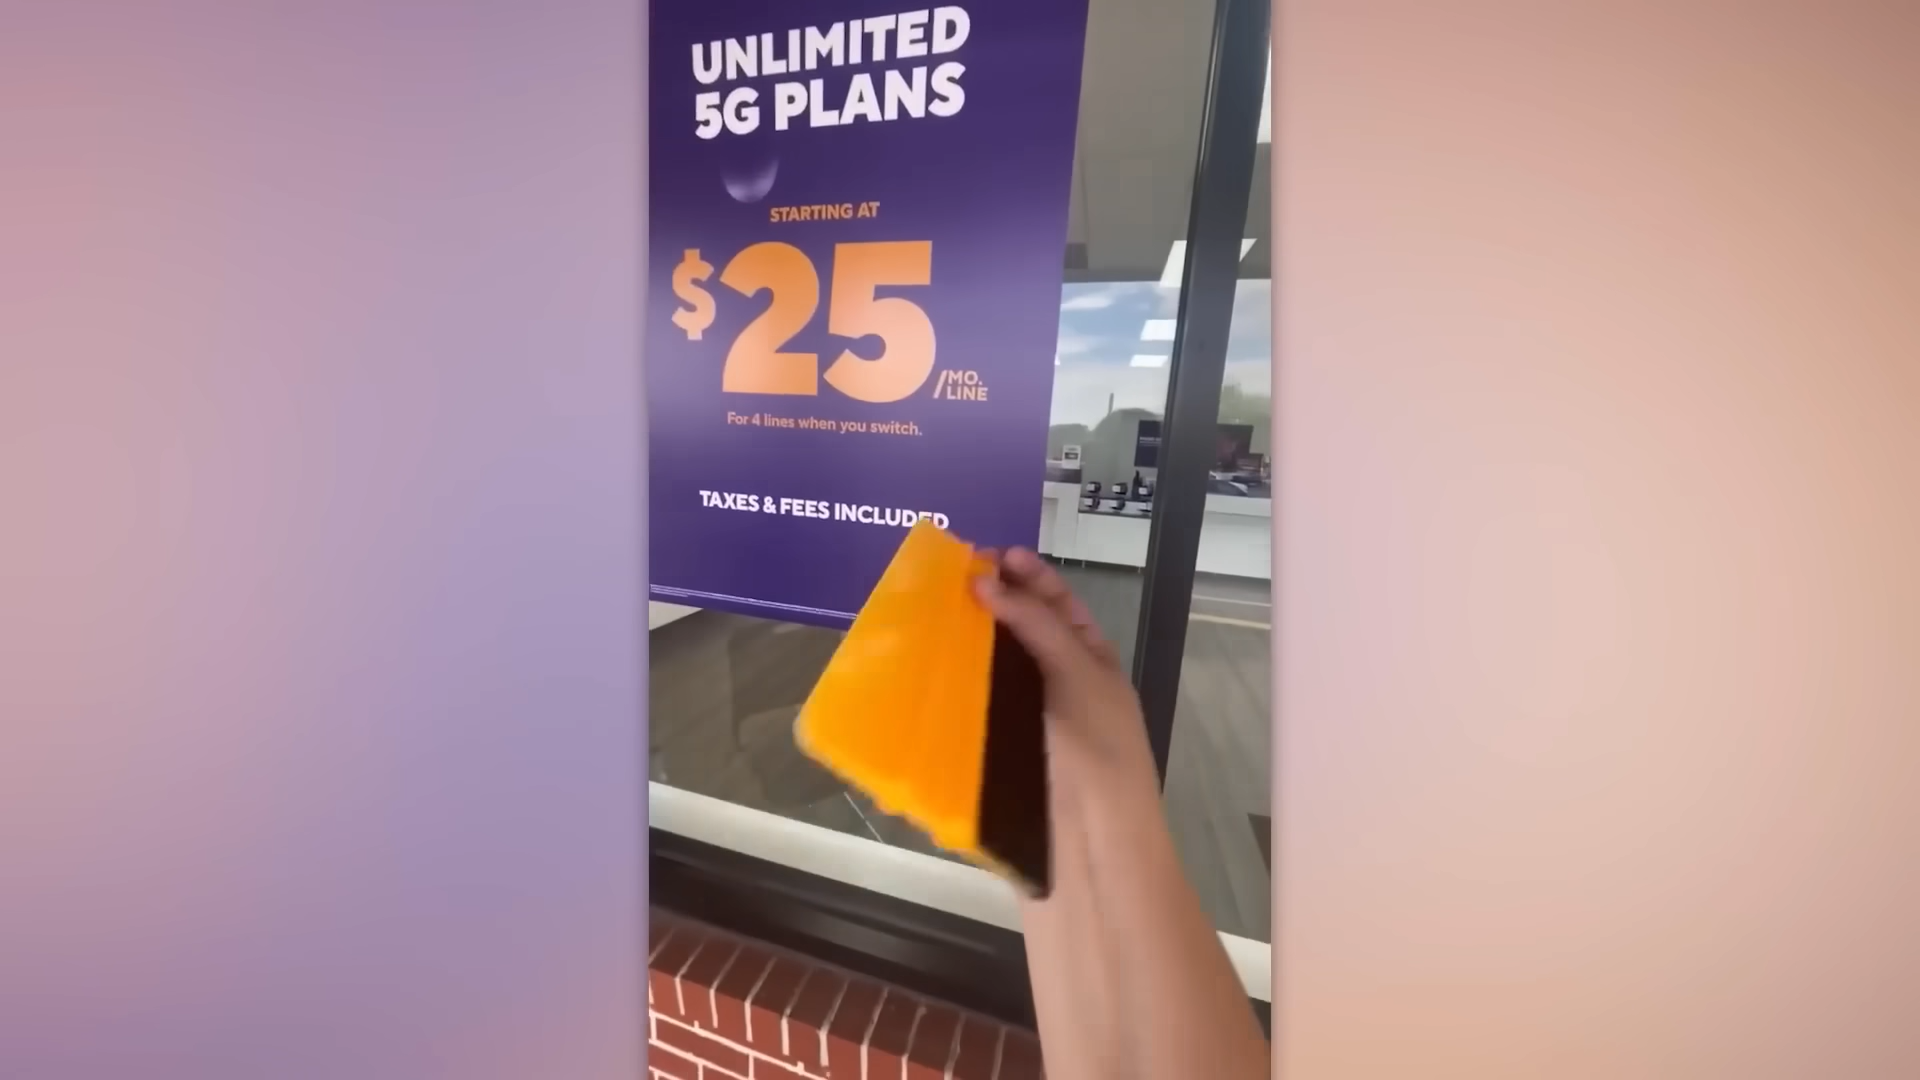 UNLIMITED
5G PLANS
STARTING AT
$25
/MO.
LINE
For 4 lines when you switch.
TAXES & FEES INCLUDED